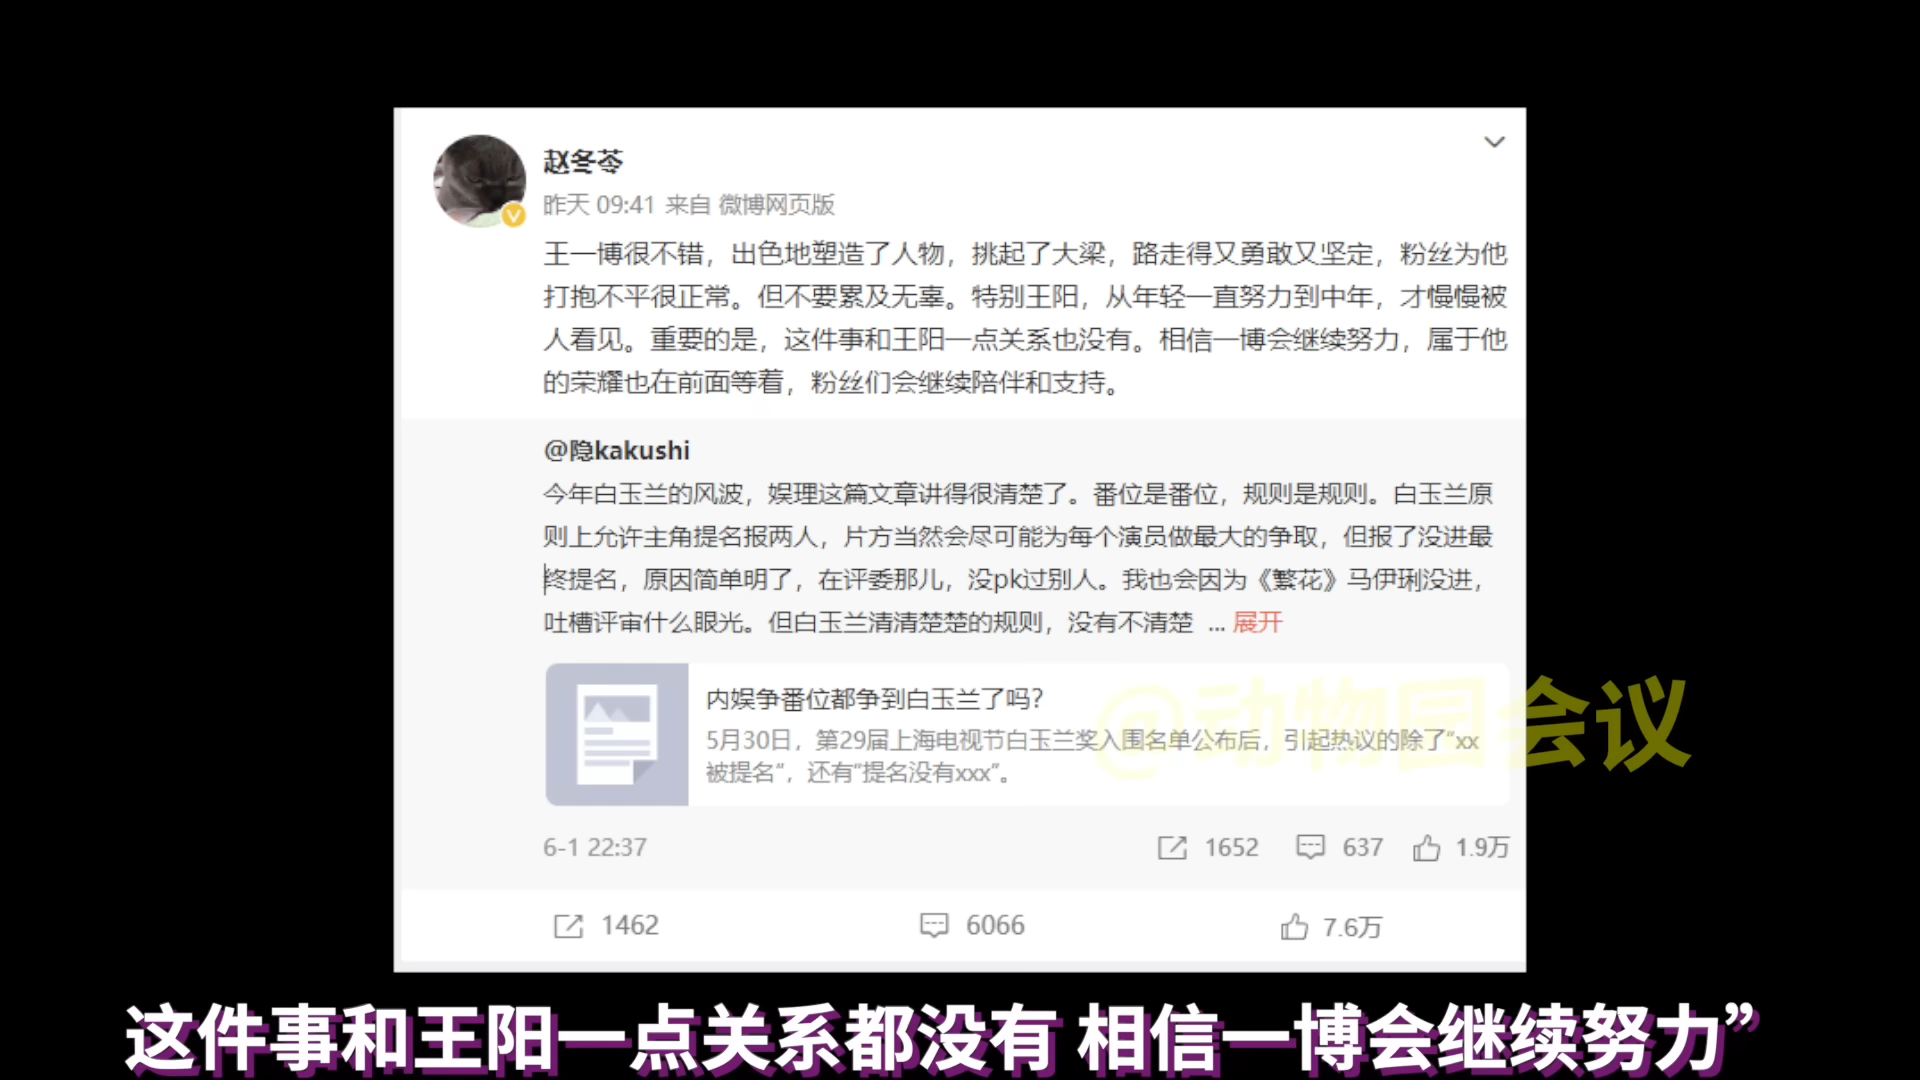 赵冬苓
昨天 09:41 来自 微博网页版
王一博很不错，出色地塑造了人物，挑起了大梁，路走得又勇敢又坚定，粉丝为他
打抱不平很正常。但不要累及无辜。特别王阳，从年轻一直努力到中年，才慢慢被
人看见。重要的是，这件事和王阳一点关系也没有。相信一博会继续努力，属于他
的荣耀也在前面等着，粉丝们会继续陪伴和支持。
@隐kakushi
今年白玉兰的风波，娱理这篇文章讲得很清楚了。番位是番位，规则是规则。白玉兰原
则上允许主角提名报两人，片方当然会尽可能为每个演员做最大的争取，但报了没进最
终提名，原因简单明了，在评委那儿，没pk过别人。我也会因为《繁花》马伊琍没进，
吐槽评审什么眼光。但白玉兰清清楚楚的规则，没有不清楚 ... 展开
内娱争番位都争到白玉兰了吗？
5月30日，第29届上海电视节白玉兰奖入围名单公布后，引起热议的除了“xx
被提名“，还有“提名没有xxx”。
@动物园会议
6-1 22:37
1652 637 1.9万
1462 6066 7.6万
这件事和王阳一点关系都没有 相信一博会继续努力”